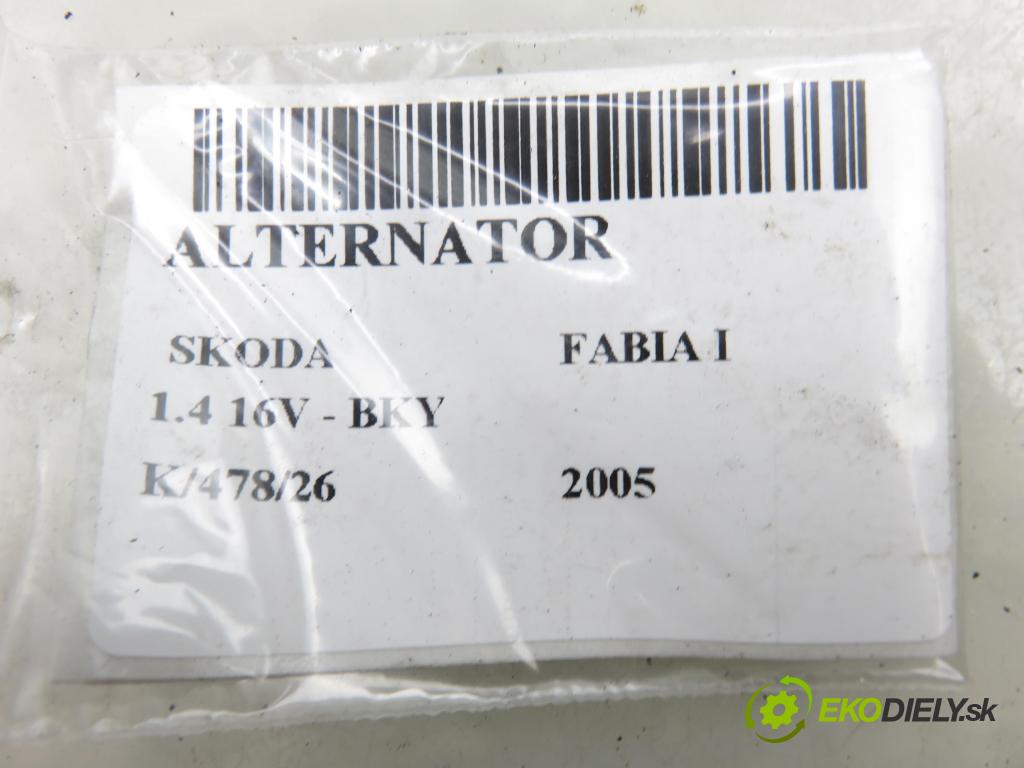 ALTERNATOR
SKODA FABIA I
1.4 16V - BKY
K/478/26 2005
EKODIELY.sk